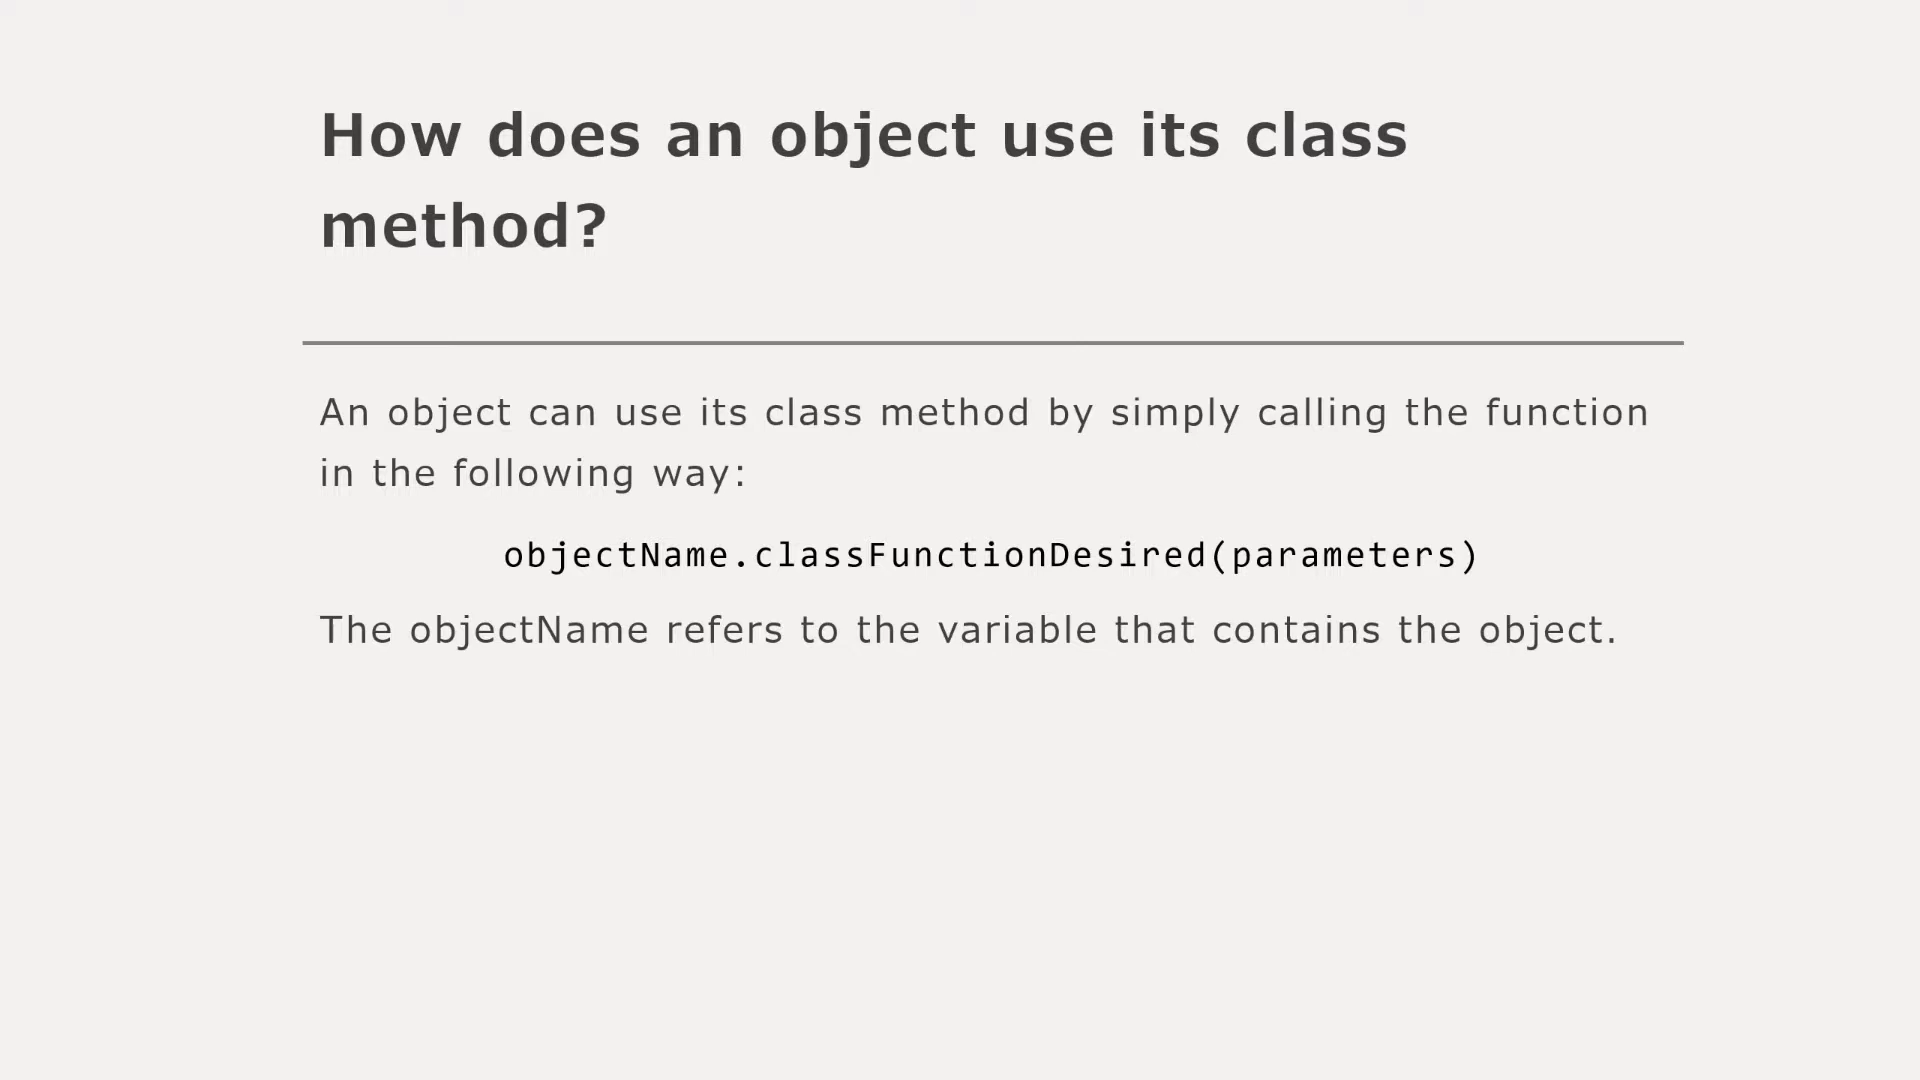 How does an object use its class
method?
An object can use its class method by simply calling the function
in the following way:
objectName.classFunctionDesired(parameters)
The objectName refers to the variable that contains the object.